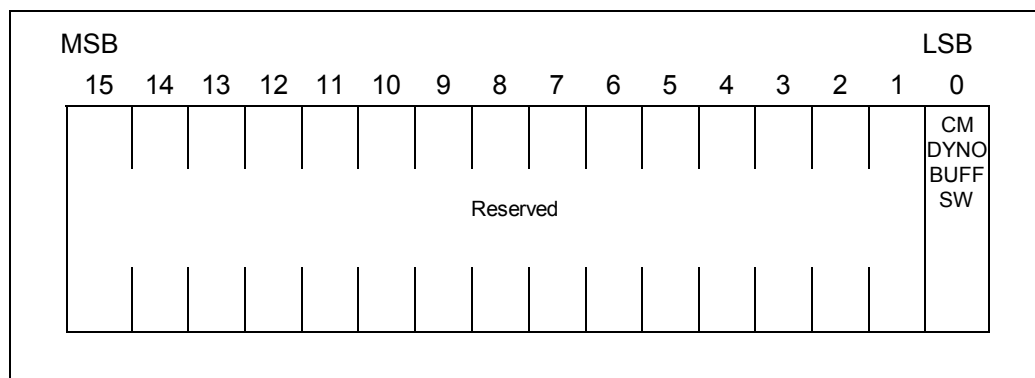 MSB LSB
15 14 13 12 11 10 9 8 7 6 5 4 3 2 1 0
CM
DYNO
BUFF
SW
Reserved